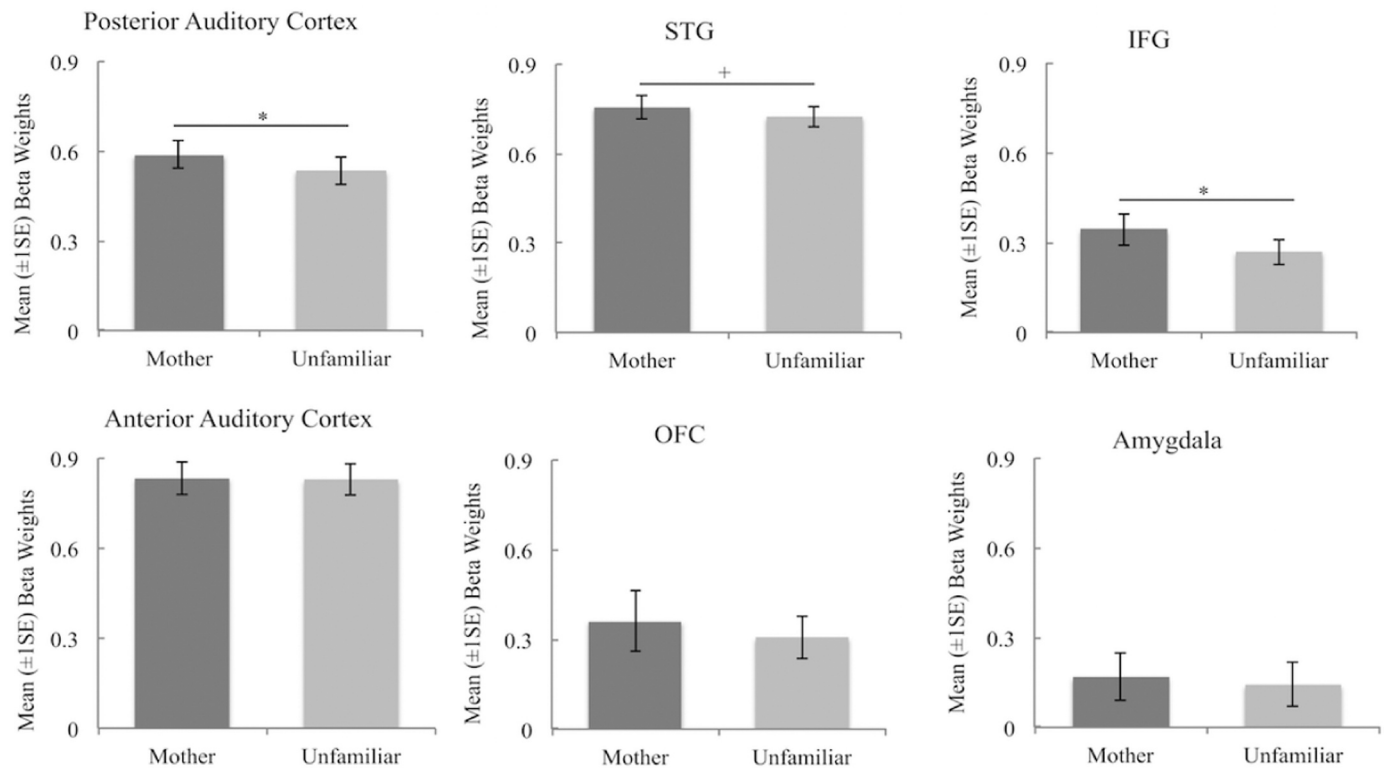 Posterior Auditory Cortex
Mean (±1SE) Beta Weights
0.9
0.6
0.3
0
*
Mother Unfamiliar
STG
Mean (±1SE) Beta Weights
0.9
0.6
0.3
0
+
Mother Unfamiliar
IFG
Mean (±1SE) Beta Weights
0.9
0.6
0.3
0
*
Mother Unfamiliar
Anterior Auditory Cortex
Mean (±1SE) Beta Weights
0.9
0.6
0.3
0
Mother Unfamiliar
OFC
Mean (±1SE) Beta Weights
0.9
0.6
0.3
0
Mother Unfamiliar
Amygdala
Mean (±1SE) Beta Weights
0.9
0.6
0.3
0
Mother Unfamiliar